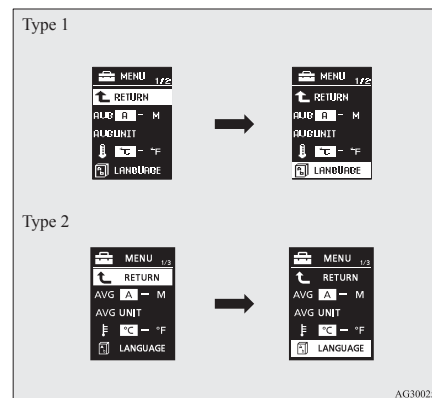 Type 1
MENU 1/2
RETURN
AVG A - M
AVG UNIT
°C - °F
LANGUAGE
MENU 1/2
RETURN
AVG A - M
AVG UNIT
°C - °F
LANGUAGE
Type 2
MENU 1/3
RETURN
AVG A - M
AVG UNIT
°C - °F
LANGUAGE
MENU 1/3
RETURN
AVG A - M
AVG UNIT
°C - °F
LANGUAGE